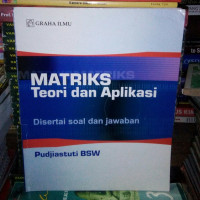 GRAHA ILMU
MATRIKS
Teori dan Aplikasi
Disertai soal dan jawaban
Pudjiastuti BSW